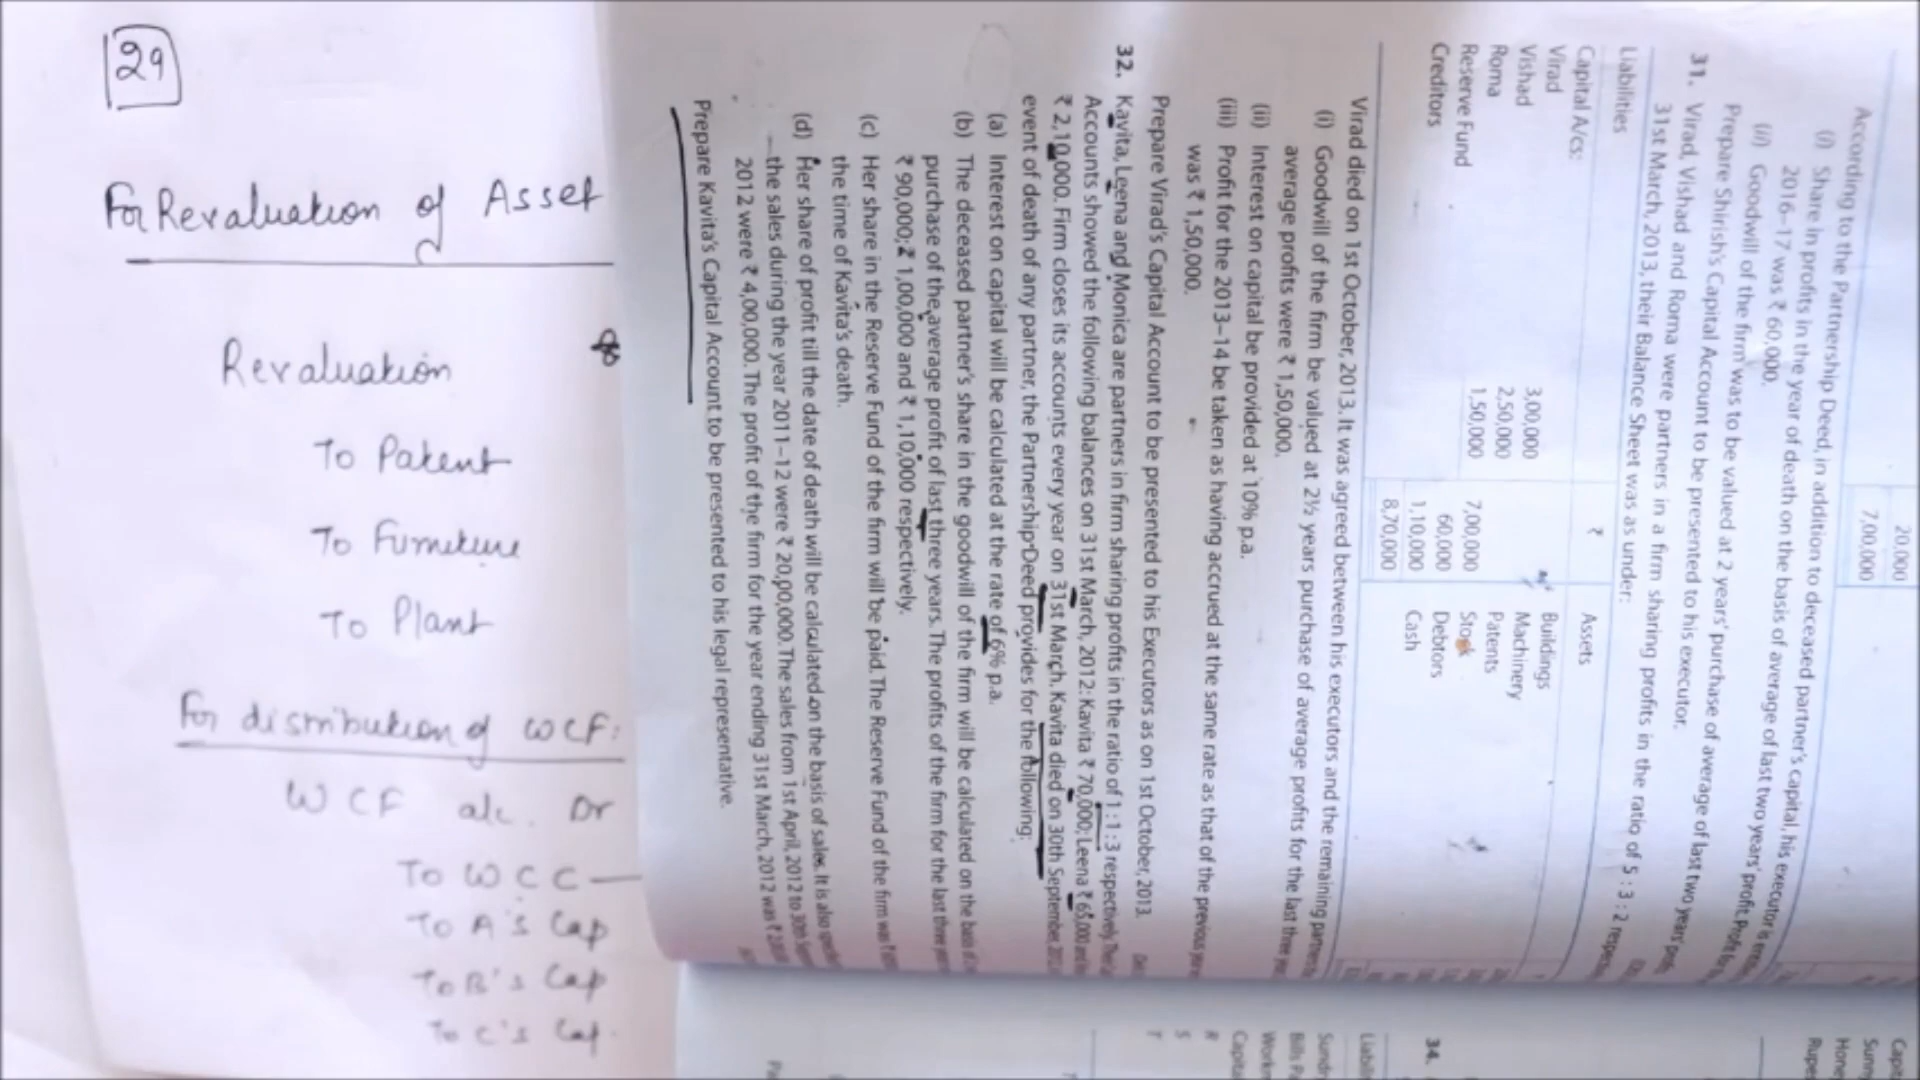 29
For Revaluation of Asset
Revaluation
To Patent
To Furniture
To Plant
For distribution of WCF:
WCF a/c. Dr
To WCC —
To A's Cap
To B's Cap
To C's Cap.
20,000
7,00,000
According to the Partnership Deed, in addition to deceased partner's capital, his executor is
(i) Share in profits in the year of death on the basis of average of last two years' profit. Profit for
2016–17 was ₹ 60,000.
(ii) Goodwill of the firm was to be valued at 2 years' purchase of average of last two years'
Prepare Shirish's Capital Account to be presented to his executor.
31. Virad, Vishad and Roma were partners in a firm sharing profits in the ratio of 5 : 3 : 2
31st March, 2013, their Balance Sheet was as under:
Liabilities ₹ Assets
Capital A/cs: Buildings
Virad 3,00,000 Machinery
Vishad 2,50,000 Patents
Roma 1,50,000 7,00,000 Stock
Reserve Fund 60,000 Debtors
Creditors 1,10,000 Cash
8,70,000
Virad died on 1st October, 2013. It was agreed between his executors and the remaining
(i) Goodwill of the firm be valued at 2½ years purchase of average profits for the last three
average profits were ₹ 1,50,000.
(ii) Interest on capital be provided at 10% p.a.
(iii) Profit for the 2013–14 be taken as having accrued at the same rate as that of the previous
was ₹ 1,50,000.
Prepare Virad's Capital Account to be presented to his Executors as on 1st October, 2013.
32. Kavita, Leena and Monica are partners in firm sharing profits in the ratio of 1 : 1 : 3 respectively.
Accounts showed the following balances on 31st March, 2012: Kavita ₹ 70,000; Leena ₹ 65,000
₹ 2,10,000. Firm closes its accounts every year on 31st March. Kavita died on 30th September,
event of death of any partner, the Partnership Deed provides for the following:
(a) Interest on capital will be calculated at the rate of 6% p.a.
(b) The deceased partner's share in the goodwill of the firm will be calculated on the basis of
purchase of the average profit of last three years. The profits of the firm for the last three
₹ 90,000; ₹ 1,00,000 and ₹ 1,10,000 respectively.
(c) Her share in the Reserve Fund of the firm will be paid. The Reserve Fund of the firm was
the time of Kavita's death.
(d) Her share of profit till the date of death will be calculated on the basis of sales. It is also
the sales during the year 2011–12 were ₹ 20,00,000. The sales from 1st April, 2012 to 30th
2012 were ₹ 4,00,000. The profit of the firm for the year ending 31st March, 2012 was
Prepare Kavita's Capital Account to be presented to his legal representative.
34.